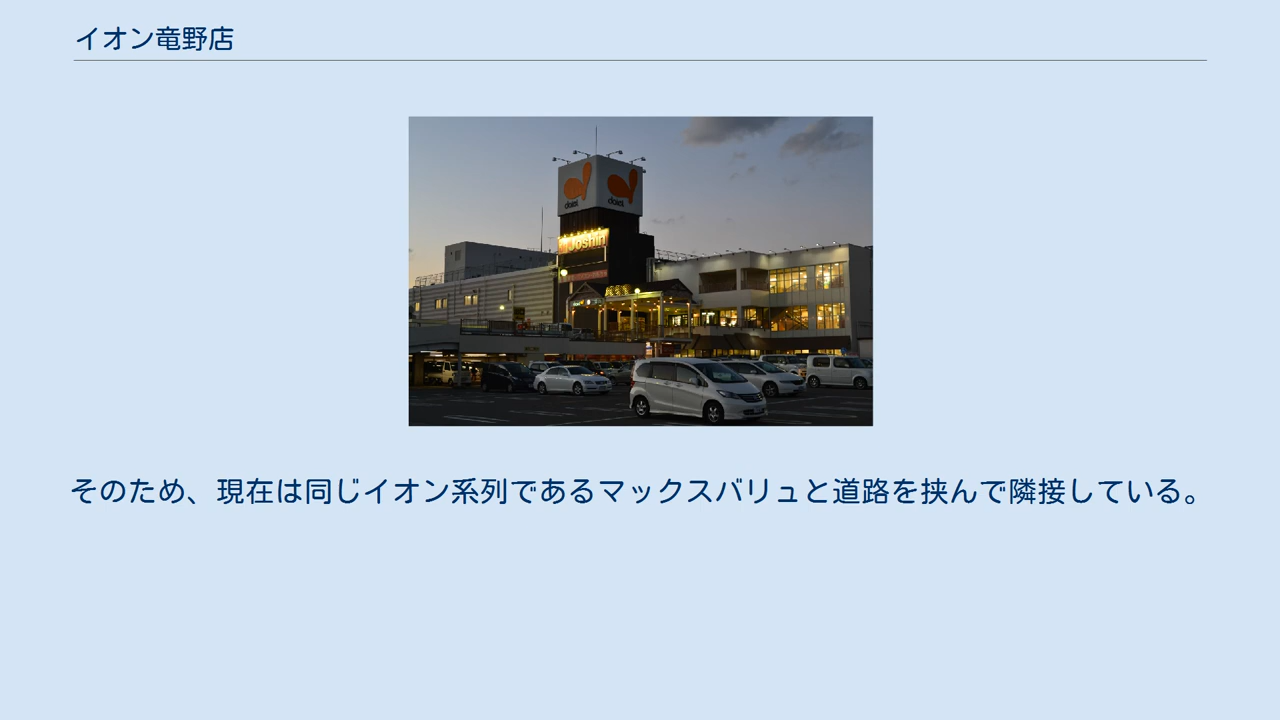 イオン竜野店
daiei
daiei
Joshin
そのため、現在は同じイオン系列であるマックスバリュと道路を挟んで隣接している。